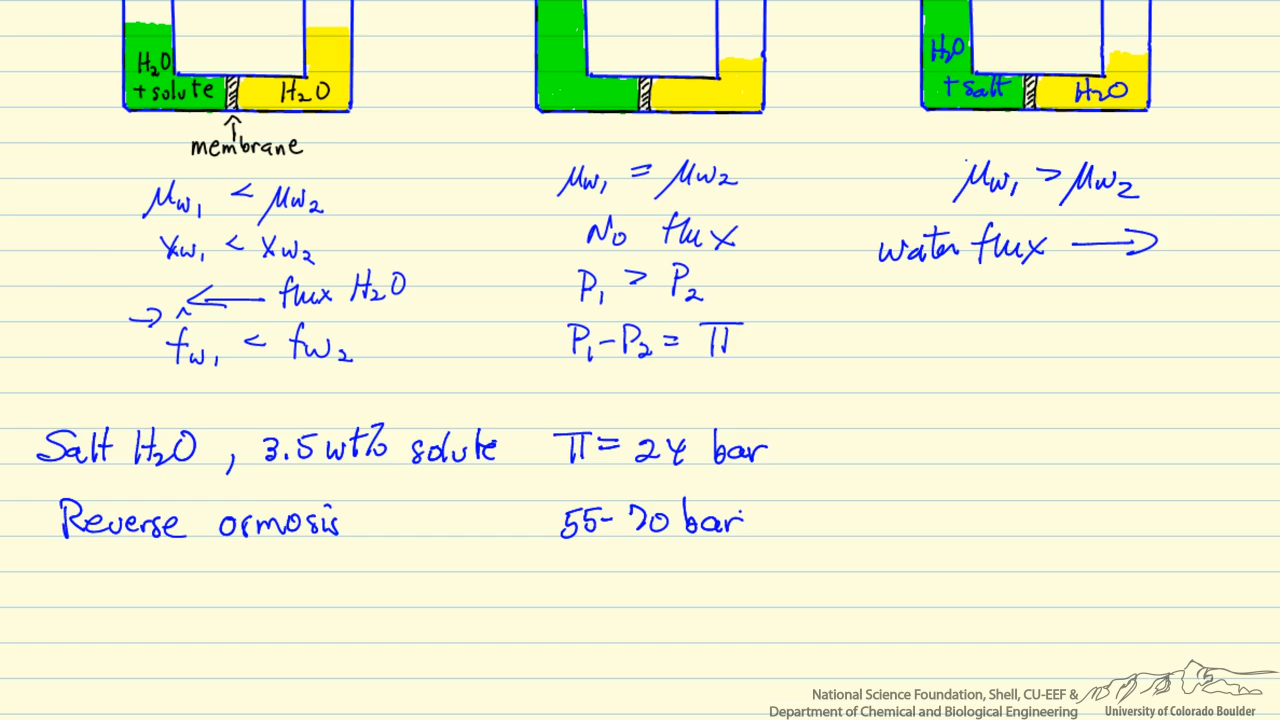 H₂O
+ solute
H₂O
membrane
μw₁ < μw₂
xw₁ < xw₂
← flux H₂O
→ f̂w₁ < fw₂
μw₁ = μw₂
No flux
P₁ > P₂
P₁-P₂ = π
H₂O
+ salt
H₂O
μw₁ > μw₂
water flux →
Salt H₂O, 3.5 wt% solute π = 24 bar
Reverse osmosis 55-70 bar
National Science Foundation, Shell, CU-EEF &
Department of Chemical and Biological Engineering
University of Colorado Boulder